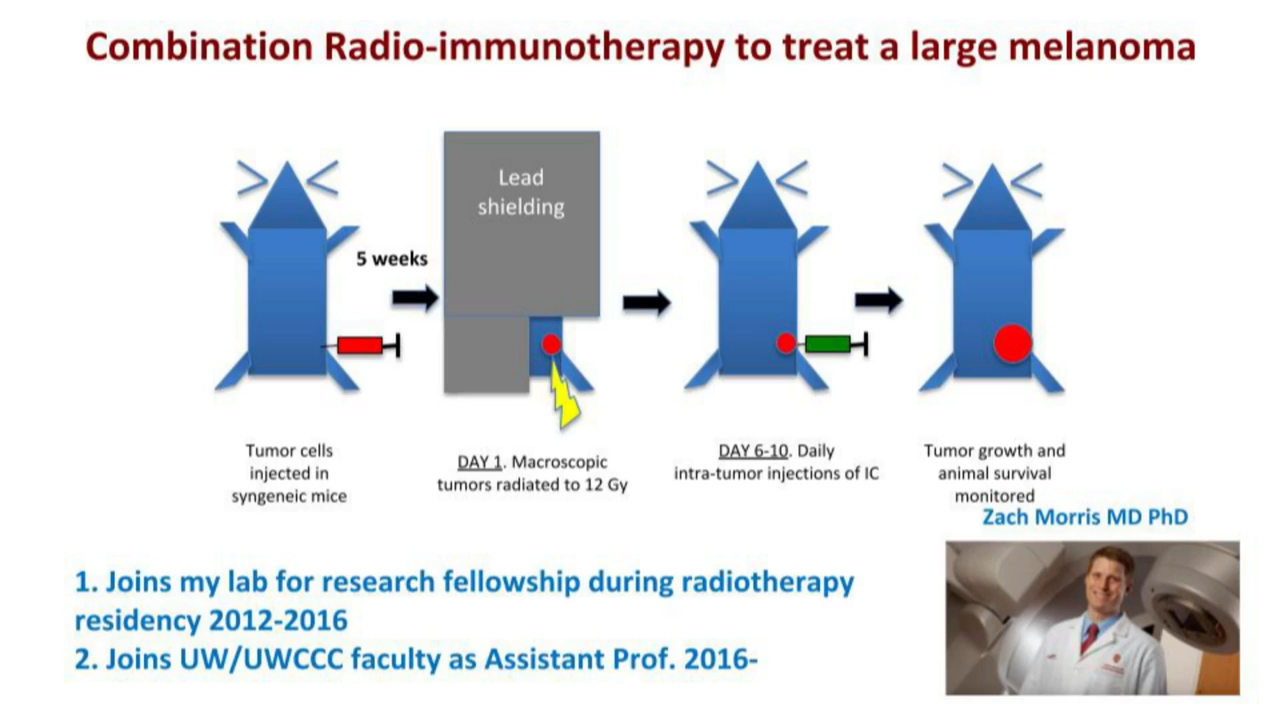 Combination Radio-immunotherapy to treat a large melanoma
Lead
shielding
5 weeks
Tumor cells
injected in
syngeneic mice
DAY 1. Macroscopic
tumors radiated to 12 Gy
DAY 6-10. Daily
intra-tumor injections of IC
Tumor growth and
animal survival
monitored
Zach Morris MD PhD
1. Joins my lab for research fellowship during radiotherapy
residency 2012-2016
2. Joins UW/UWCCC faculty as Assistant Prof. 2016-